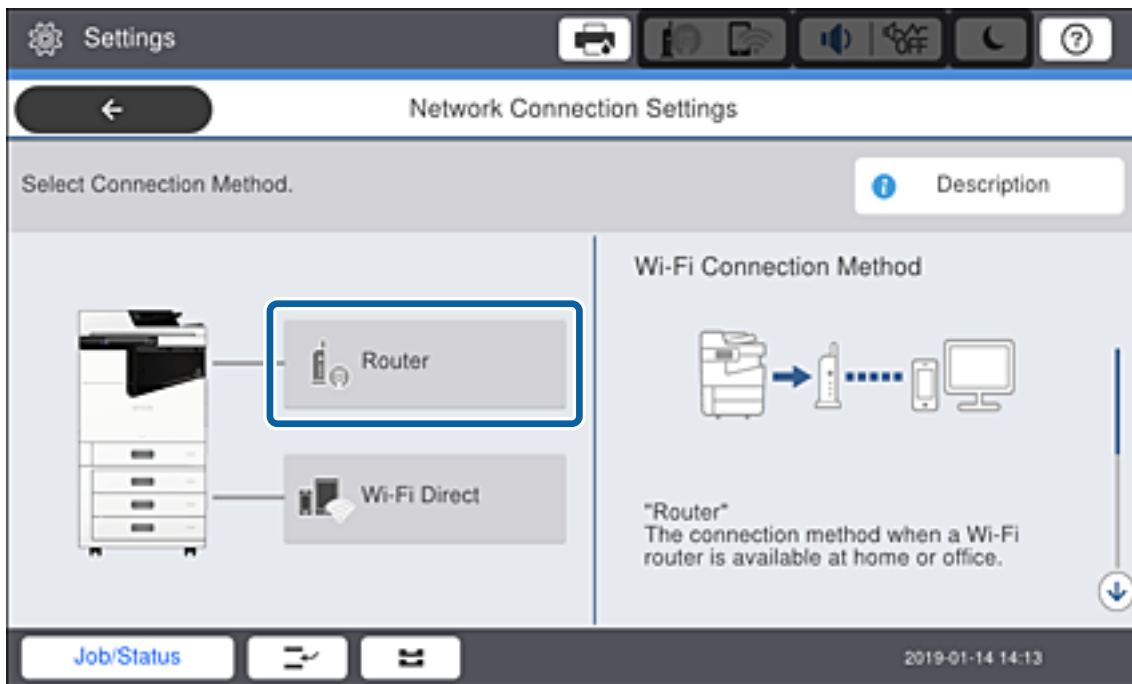 Settings
OFF
?
Network Connection Settings
Select Connection Method.
i Description
Wi-Fi Connection Method
Router
Wi-Fi Direct
"Router"
The connection method when a Wi-Fi
router is available at home or office.
Job/Status
2019-01-14 14:13